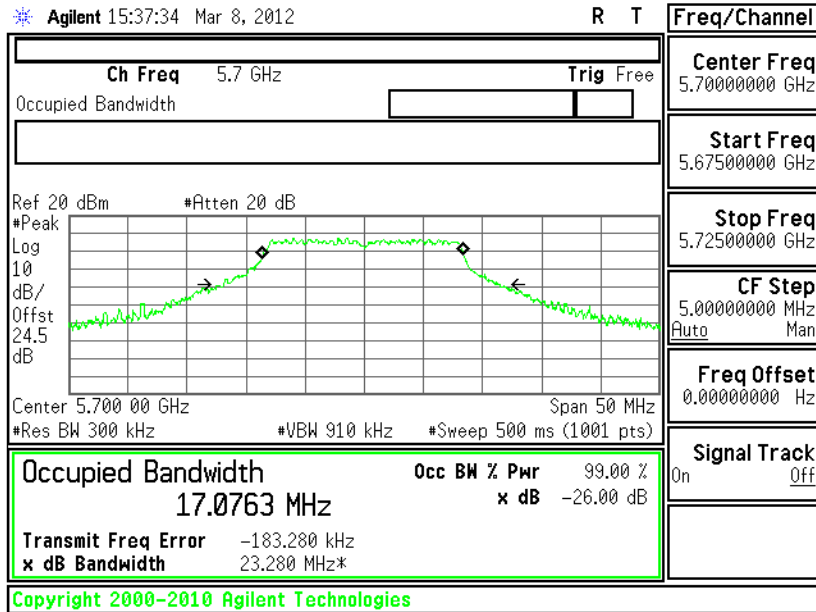 Agilent 15:37:34 Mar 8, 2012 R T
Freq/Channel
Ch Freq 5.7 GHz Trig Free
Occupied Bandwidth
Center Freq
5.70000000 GHz
Start Freq
5.67500000 GHz
Stop Freq
5.72500000 GHz
CF Step
5.00000000 MHz
Auto Man
Freq Offset
0.00000000 Hz
Signal Track
On Off
Ref 20 dBm #Atten 20 dB
#Peak
Log
10
dB/
Offst
24.5
dB
Center 5.700 00 GHz Span 50 MHz
#Res BW 300 kHz #VBW 910 kHz #Sweep 500 ms (1001 pts)
Occupied Bandwidth
17.0763 MHz
Occ BW % Pwr 99.00 %
x dB -26.00 dB
Transmit Freq Error -183.280 kHz
x dB Bandwidth 23.280 MHz*
Copyright 2000-2010 Agilent Technologies